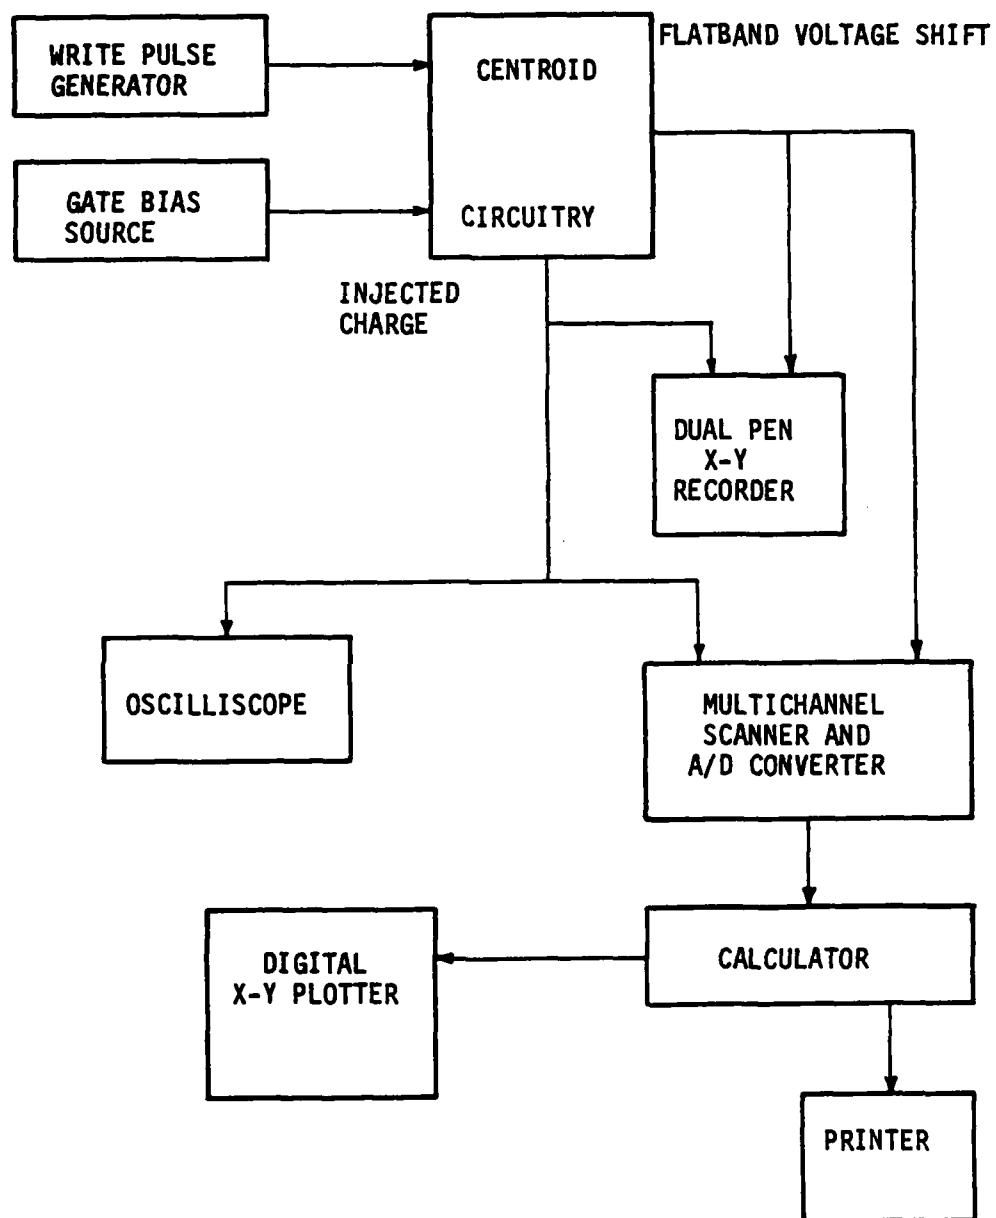 WRITE PULSE
GENERATOR
GATE BIAS
SOURCE
CENTROID
CIRCUITRY
FLATBAND VOLTAGE SHIFT
INJECTED
CHARGE
DUAL PEN
X-Y
RECORDER
OSCILLISCOPE
MULTICHANNEL
SCANNER AND
A/D CONVERTER
CALCULATOR
DIGITAL
X-Y PLOTTER
PRINTER